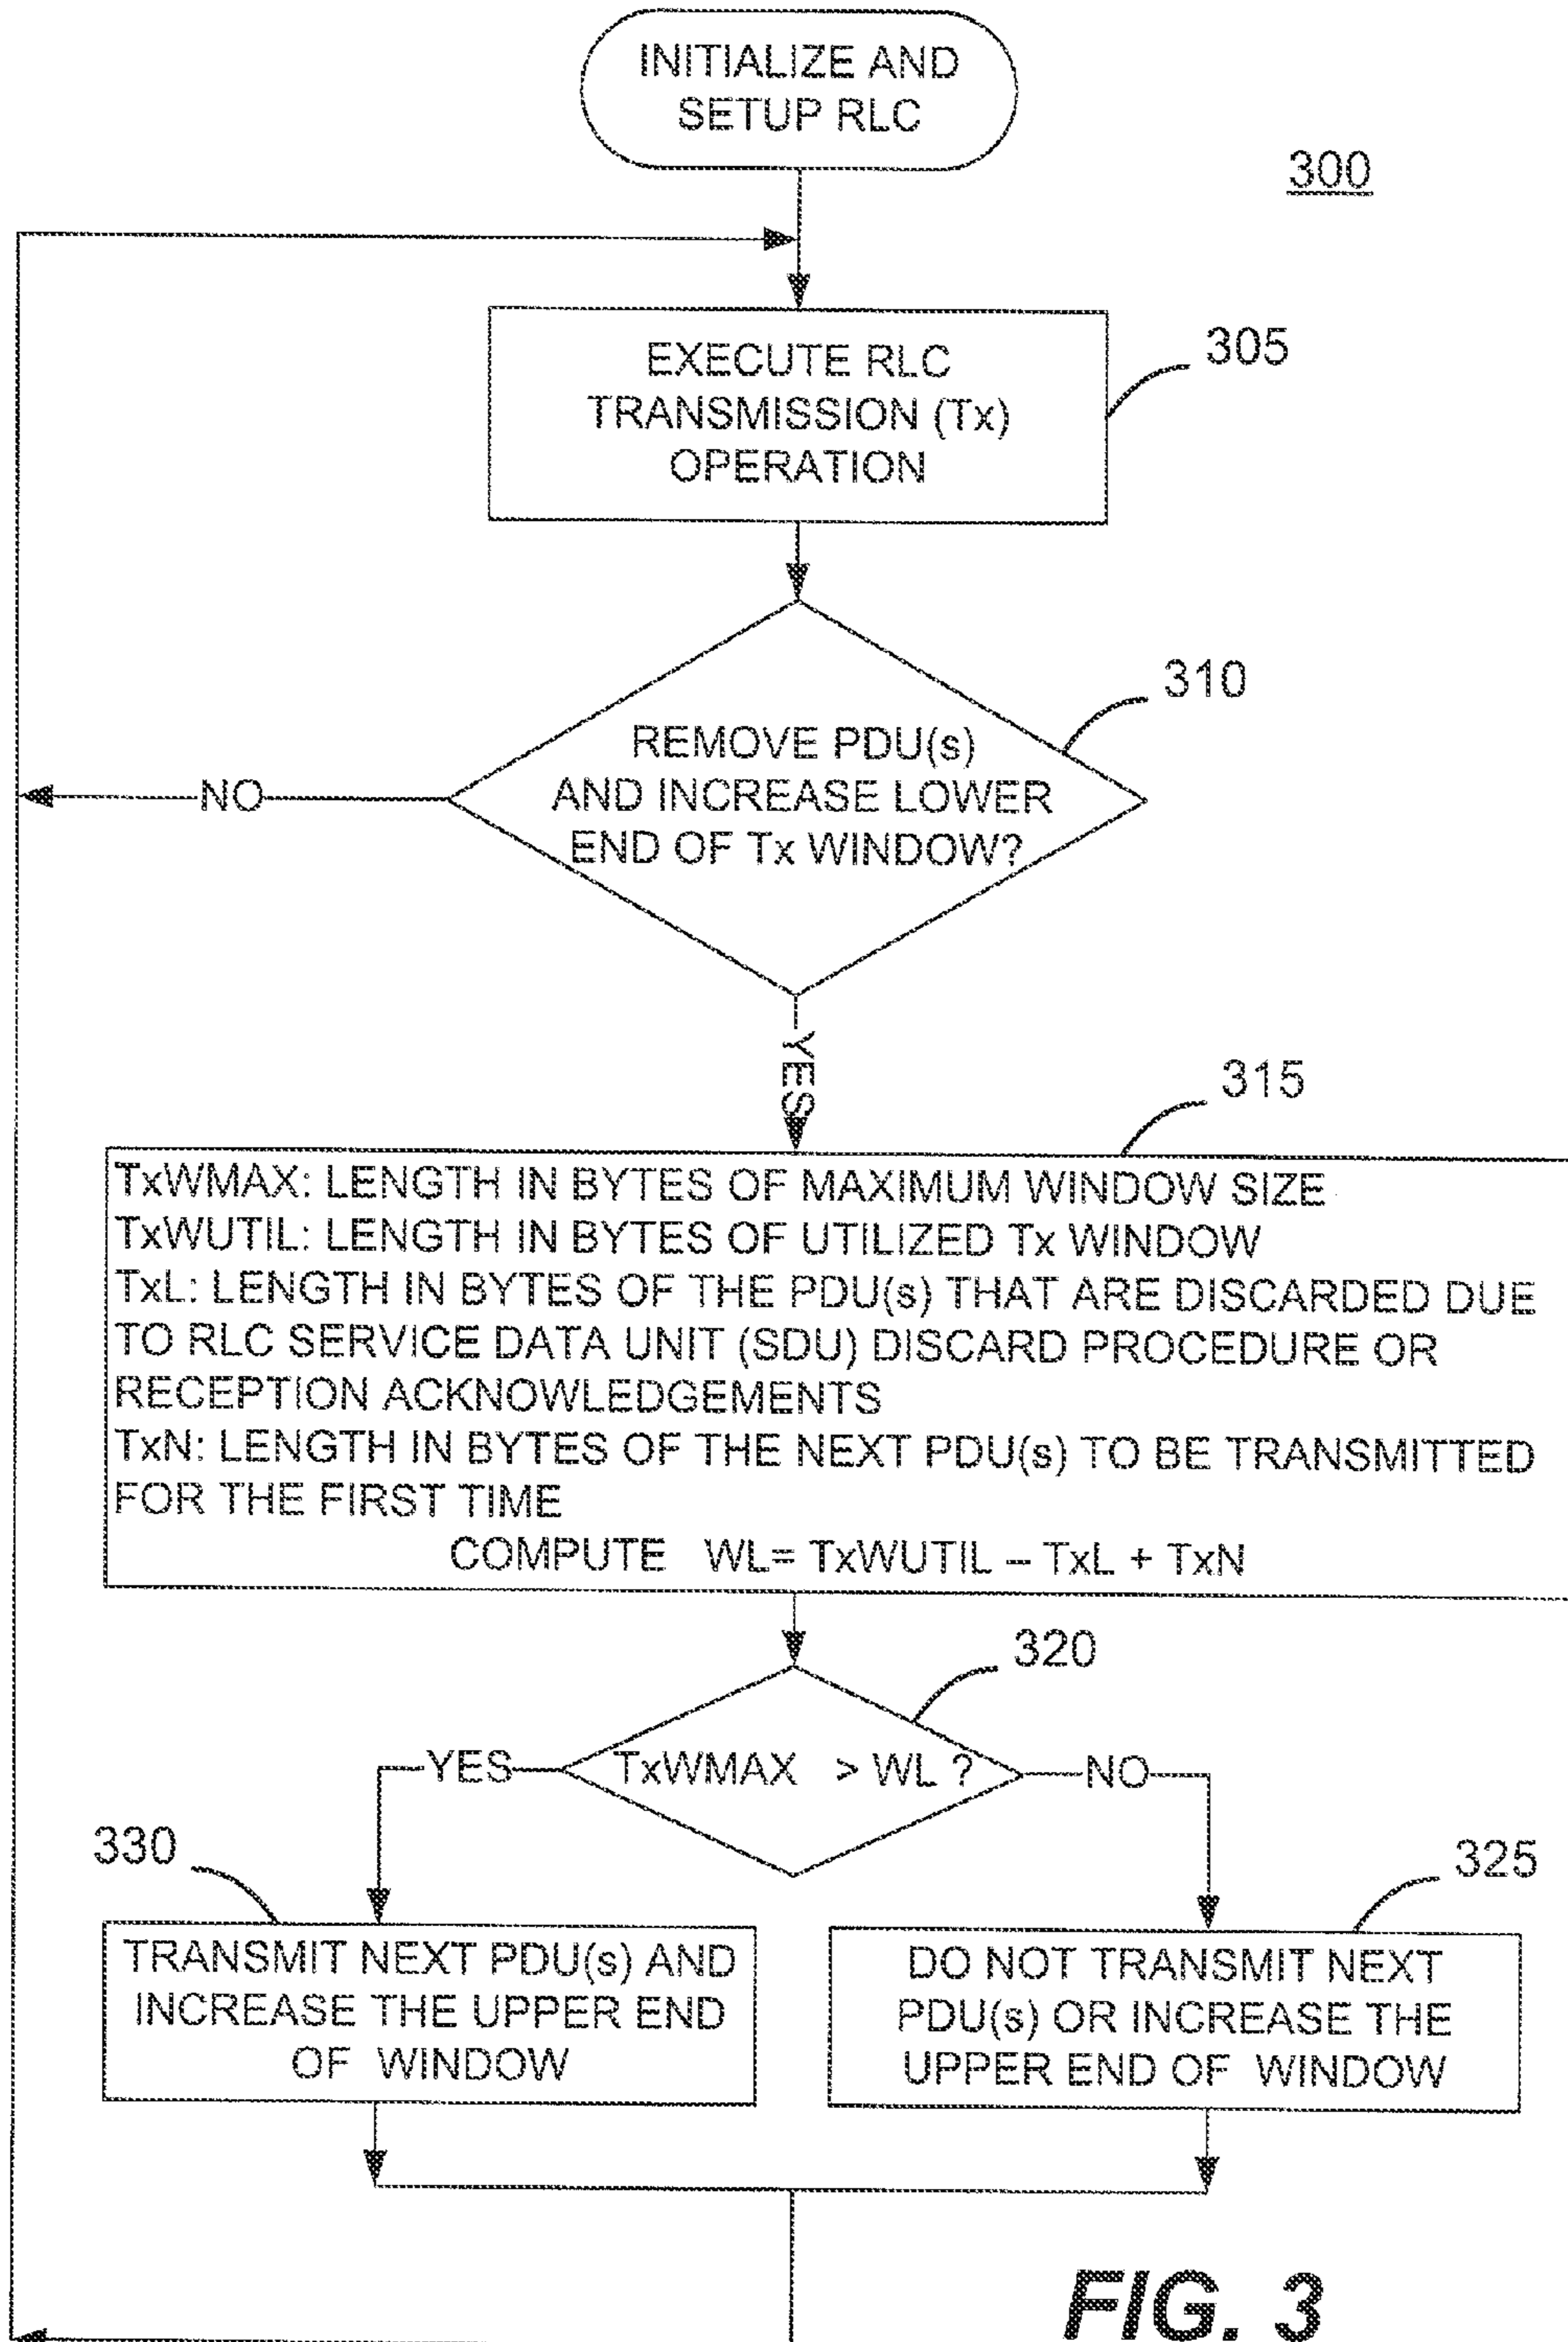 INITIALIZE AND
SETUP RLC
300
EXECUTE RLC
TRANSMISSION (Tx)
OPERATION
305
310
REMOVE PDU(s)
AND INCREASE LOWER
END OF Tx WINDOW?
NO
YES
315
TxWMAX: LENGTH IN BYTES OF MAXIMUM WINDOW SIZE
TxWUTIL: LENGTH IN BYTES OF UTILIZED Tx WINDOW
TxL: LENGTH IN BYTES OF THE PDU(s) THAT ARE DISCARDED DUE
TO RLC SERVICE DATA UNIT (SDU) DISCARD PROCEDURE OR
RECEPTION ACKNOWLEDGEMENTS
TxN: LENGTH IN BYTES OF THE NEXT PDU(s) TO BE TRANSMITTED
FOR THE FIRST TIME
COMPUTE WL= TxWUTIL – TxL + TxN
320
YES
TxWMAX > WL ?
NO
330
325
TRANSMIT NEXT PDU(s) AND
INCREASE THE UPPER END
OF WINDOW
DO NOT TRANSMIT NEXT
PDU(s) OR INCREASE THE
UPPER END OF WINDOW
FIG. 3